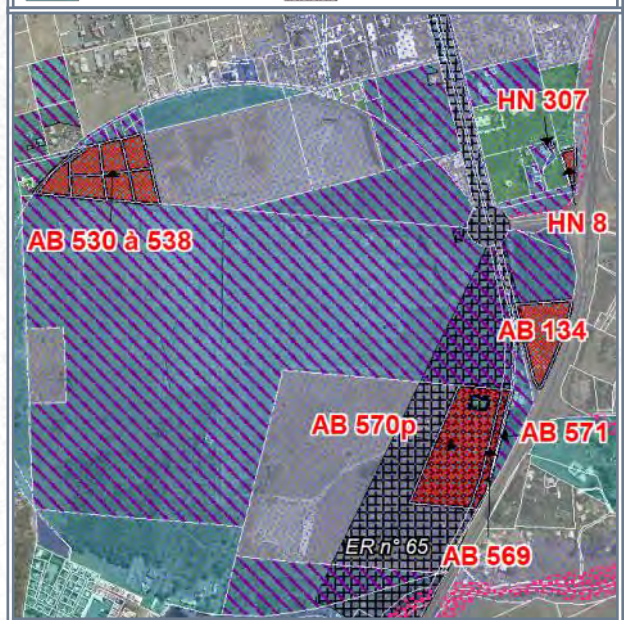 HN 307
HN 8
AB 530 à 538
AB 134
AB 570p
AB 571
ER n° 65
AB 569